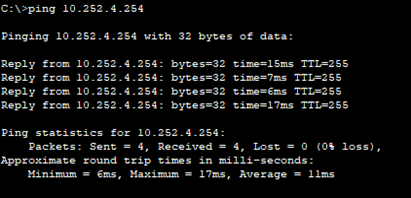 C:\>ping 10.252.4.254
Pinging 10.252.4.254 with 32 bytes of data:
Reply from 10.252.4.254: bytes=32 time=15ms TTL=255
Reply from 10.252.4.254: bytes=32 time=7ms TTL=255
Reply from 10.252.4.254: bytes=32 time=6ms TTL=255
Reply from 10.252.4.254: bytes=32 time=17ms TTL=255
Ping statistics for 10.252.4.254:
    Packets: Sent = 4, Received = 4, Lost = 0 (0% loss),
Approximate round trip times in milli-seconds:
    Minimum = 6ms, Maximum = 17ms, Average = 11ms